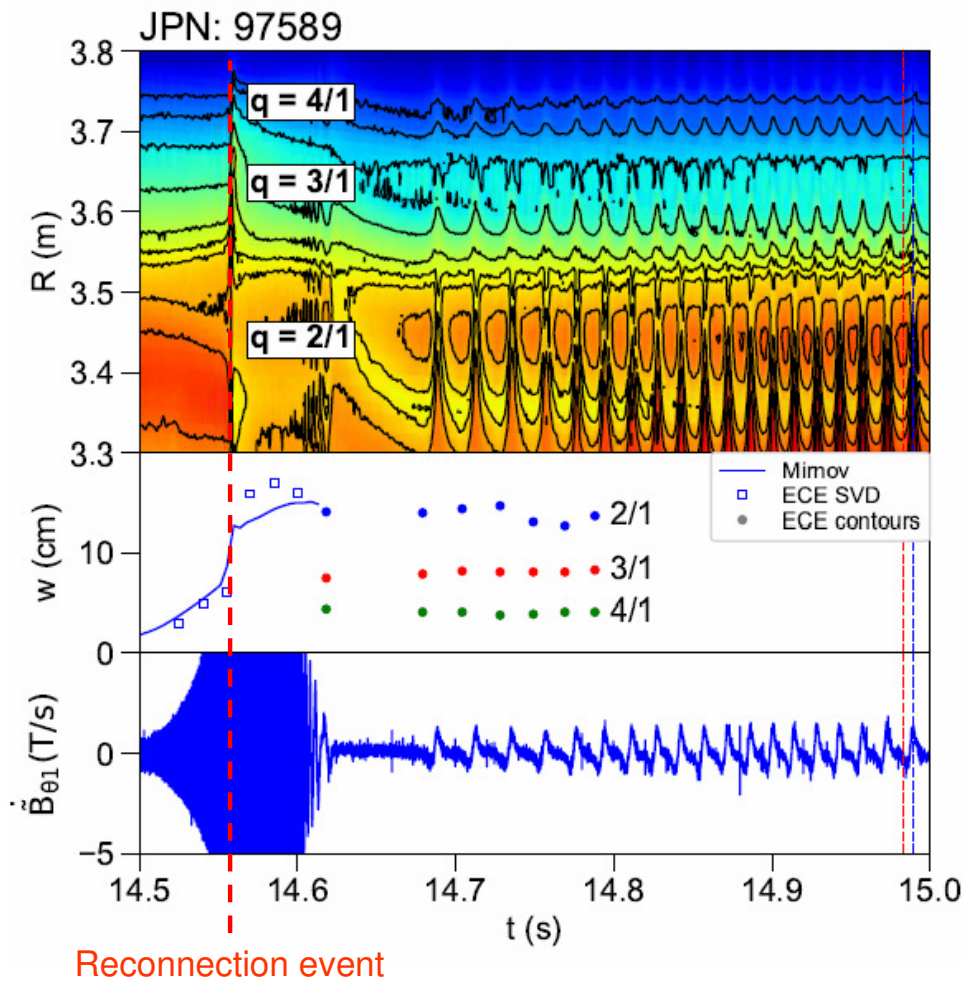 JPN: 97589
3.8
3.7
3.6
3.5
3.4
3.3
R (m)
q = 4/1
q = 3/1
q = 2/1
w (cm)
10
0
Mirnov
ECE SVD
ECE contours
2/1
3/1
4/1
Ḃ̃θ1(T/s)
0
−5
14.5 14.6 14.7 14.8 14.9 15.0
t (s)
Reconnection event